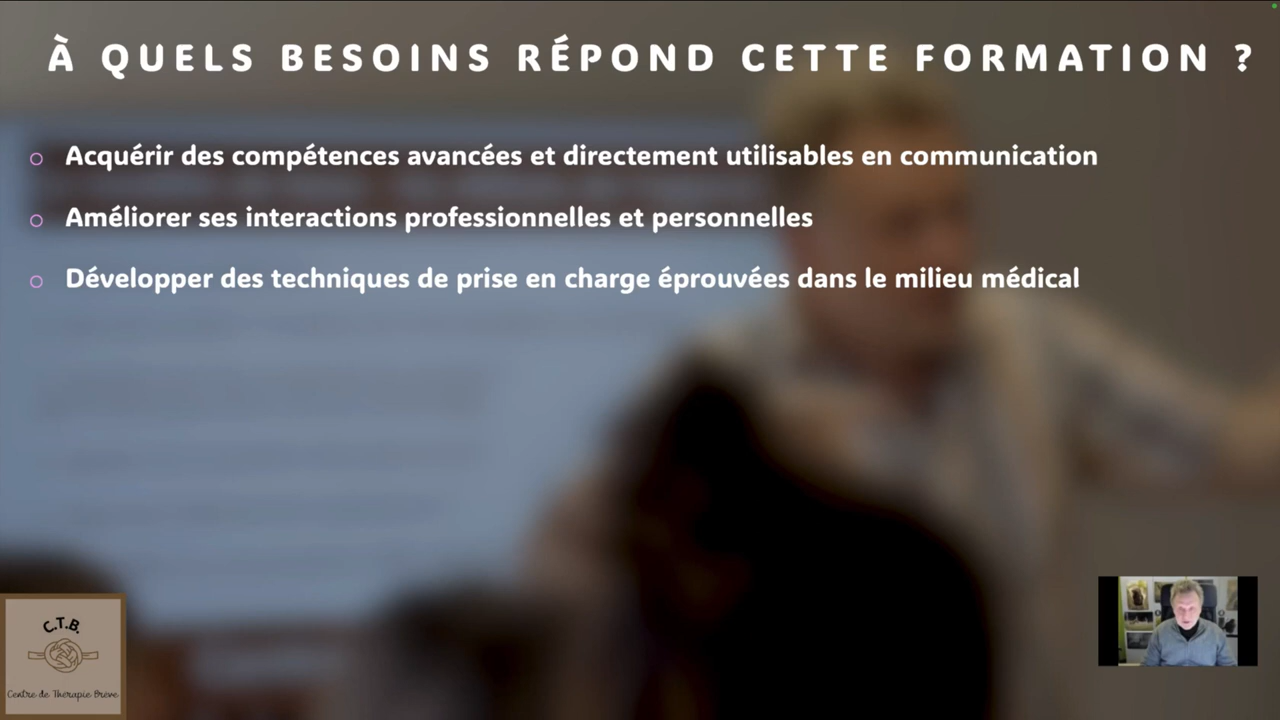 À QUELS BESOINS RÉPOND CETTE FORMATION ?
Acquérir des compétences avancées et directement utilisables en communication
Améliorer ses interactions professionnelles et personnelles
Développer des techniques de prise en charge éprouvées dans le milieu médical
C.T.B.
Centre de Thérapie Brève